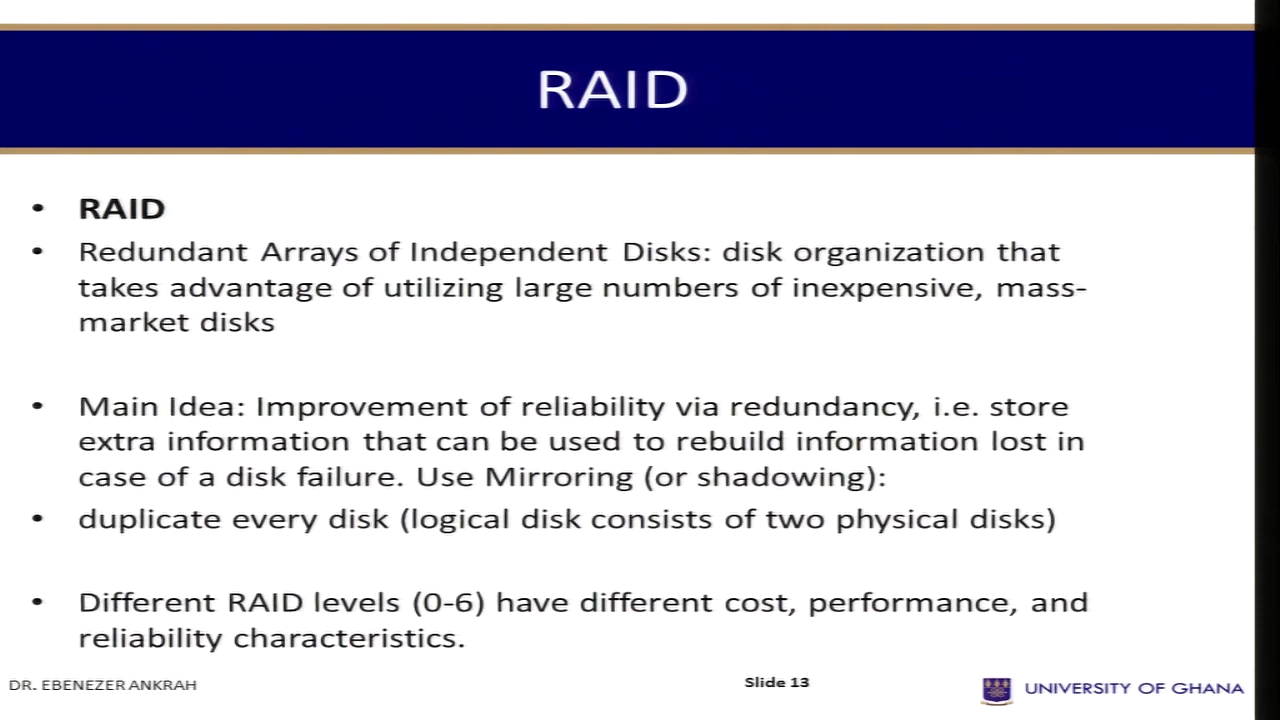 RAID
• RAID
• Redundant Arrays of Independent Disks: disk organization that
takes advantage of utilizing large numbers of inexpensive, mass-
market disks
• Main Idea: Improvement of reliability via redundancy, i.e. store
extra information that can be used to rebuild information lost in
case of a disk failure. Use Mirroring (or shadowing):
• duplicate every disk (logical disk consists of two physical disks)
• Different RAID levels (0-6) have different cost, performance, and
reliability characteristics.
DR. EBENEZER ANKRAH
Slide 13
UNIVERSITY OF GHANA